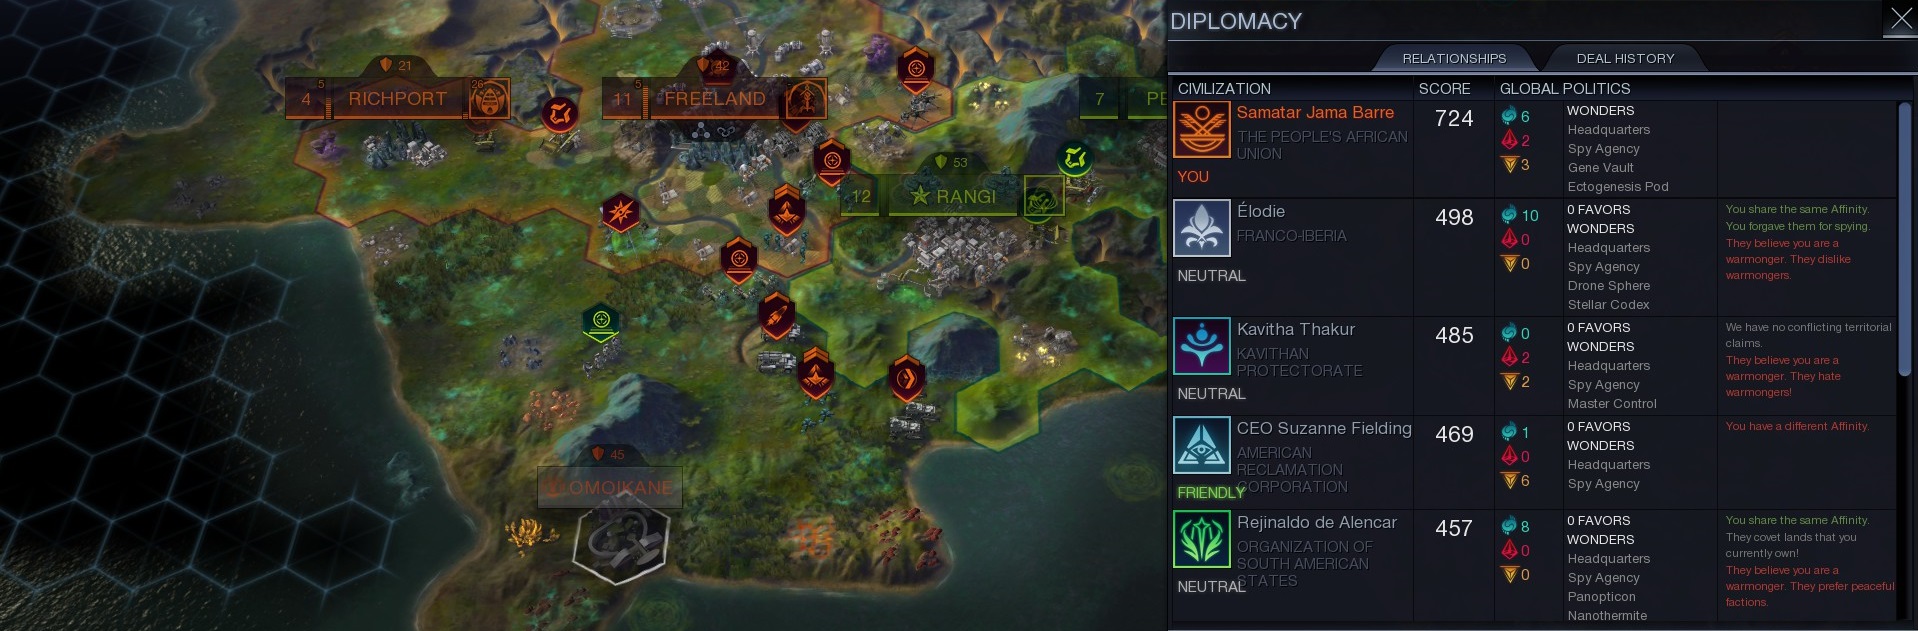 DIPLOMACY
RELATIONSHIPS DEAL HISTORY
CIVILIZATION SCORE GLOBAL POLITICS
Samatar Jama Barre
THE PEOPLE'S AFRICAN
UNION
YOU
724
6
2
3
WONDERS
Headquarters
Spy Agency
Gene Vault
Ectogenesis Pod
Élodie
FRANCO-IBERIA
NEUTRAL
498
10
0
0
0 FAVORS
WONDERS
Headquarters
Spy Agency
Drone Sphere
Stellar Codex
You share the same Affinity.
You forgave them for spying.
They believe you are a
warmonger. They dislike
warmongers.
Kavitha Thakur
KAVITHAN
PROTECTORATE
NEUTRAL
485
0
2
2
0 FAVORS
WONDERS
Headquarters
Spy Agency
Master Control
We have no conflicting territorial
claims.
They believe you are a
warmonger. They hate
warmongers!
CEO Suzanne Fielding
AMERICAN
RECLAMATION
CORPORATION
FRIENDLY
469
1
0
6
0 FAVORS
WONDERS
Headquarters
Spy Agency
You have a different Affinity.
Rejinaldo de Alencar
ORGANIZATION OF
SOUTH AMERICAN
STATES
NEUTRAL
457
8
0
0
0 FAVORS
WONDERS
Headquarters
Spy Agency
Panopticon
Nanothermite
You share the same Affinity.
They covet lands that you
currently own!
They believe you are a
warmonger. They prefer peaceful
factions.
21
4 5 RICHPORT 26
42
11 5 FREELAND
7 PE
53
12 RANGI
45
OMOIKANE